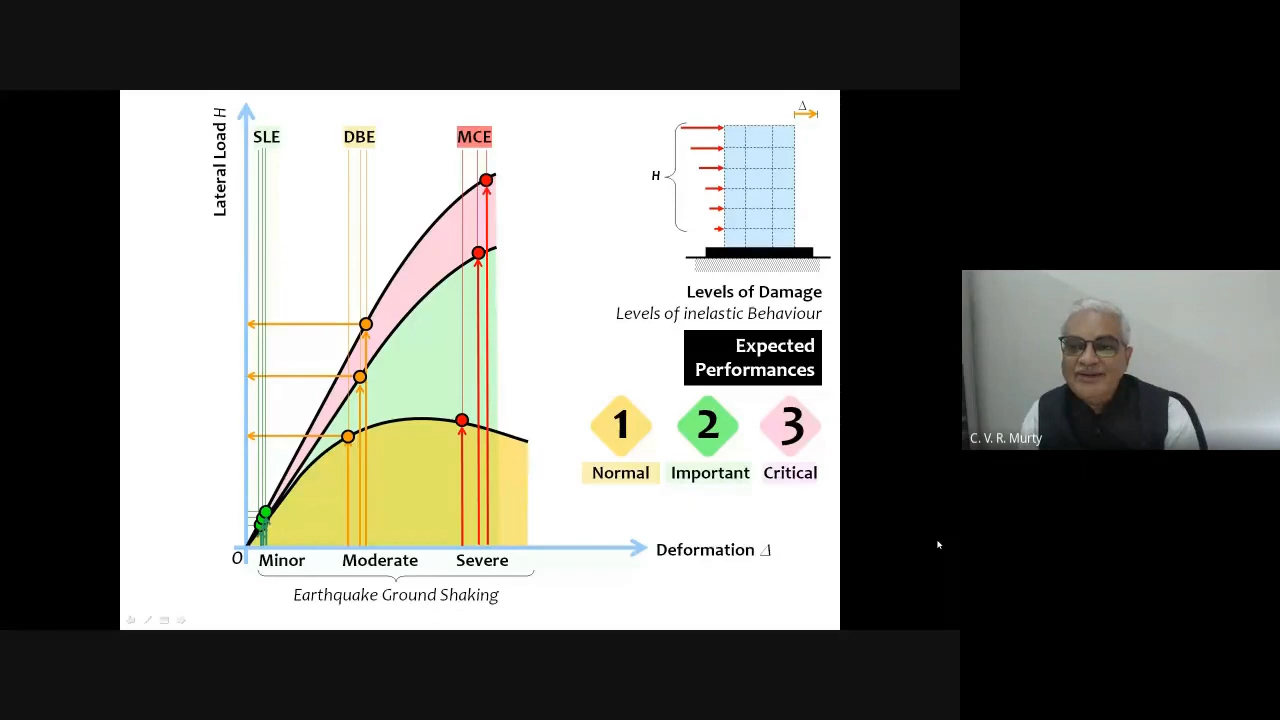 Lateral Load H
SLE
DBE
MCE
Δ
H
Levels of Damage
Levels of inelastic Behaviour
Expected
Performances
1
2
3
Normal
Important
Critical
O
Minor
Moderate
Severe
Deformation Δ
Earthquake Ground Shaking
C. V. R. Murty